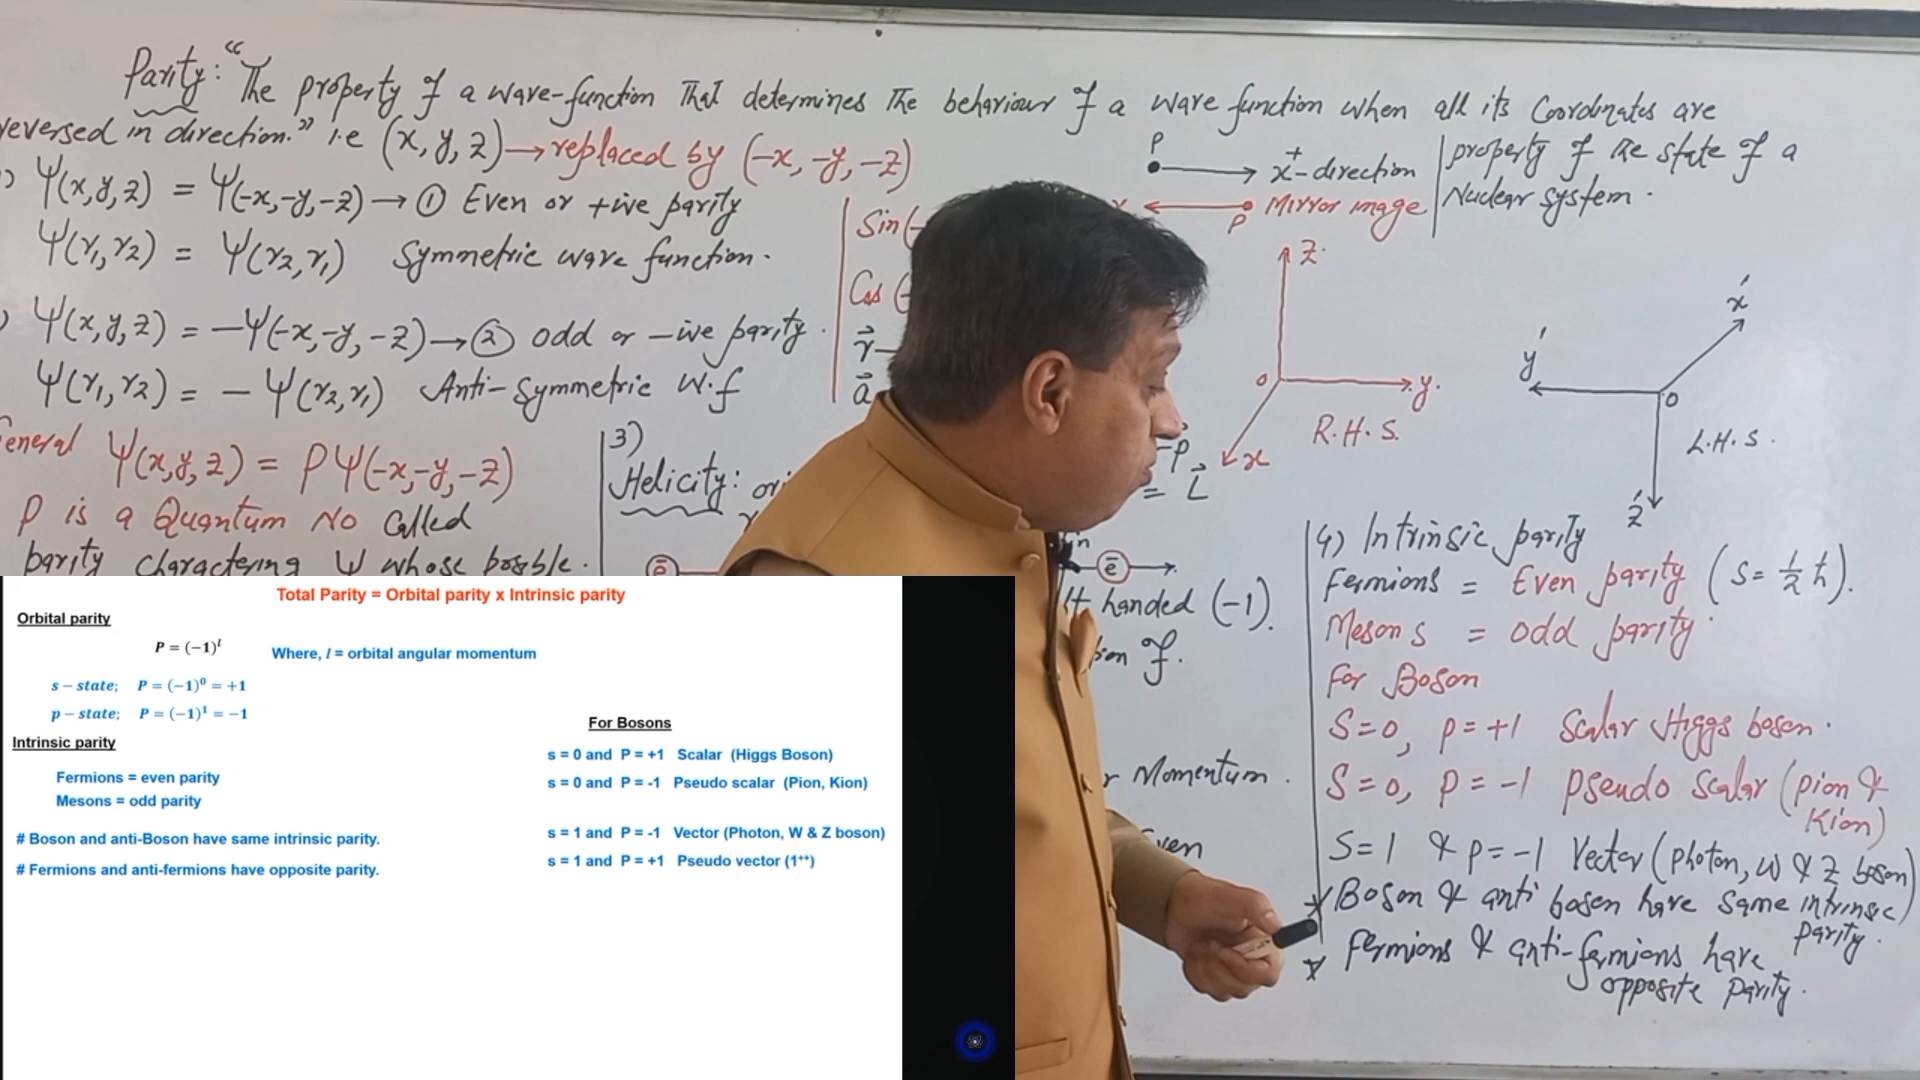 Parity: "The property of a wave-function That determines The behaviour of a wave function when all its Coordinates are
reversed in direction." i.e (x, y, z) → replaced by (-x, -y, -z)
ψ(x,y,z) = ψ(-x,-y,-z) → ① Even or +ive parity
ψ(r₁, r₂) = ψ(r₂, r₁) Symmetric wave function.
ψ(x,y,z) = -ψ(-x,-y,-z) → ② odd or -ive parity.
ψ(r₁, r₂) = - ψ(r₂, r₁) Anti-Symmetric w.f
General ψ(x,y,z) = Pψ(-x,-y,-z)
P is a Quantum No Called
parity charactering ψ whose posble.
Sin(-
Cos (-
r
a
P
x⁺-direction
P Mirror image
property of the state of a
Nuclear system.
z
o
y
x
R.H.S.
x'
y'
o
z'
L.H.S.
3)
Helicity:
-p
= L
e
handed (-1).
of.
Momentum.
4) Intrinsic parity
Fermions = Even parity (s = ½ ħ).
Mesons = odd parity
For Boson
S=0, p=+1 Scalar Higgs boson.
S=0, p=-1 Pseudo scalar (pion &
Kion)
S=1 & p=-1 Vector (photon, W & Z boson)
* Boson & anti boson have same intrinsic
parity.
* Fermions & anti-fermions have
opposite parity.
Total Parity = Orbital parity x Intrinsic parity
Orbital parity
P = (−1)ˡ
Where, l = orbital angular momentum
s − state; P = (−1)⁰ = +1
p − state; P = (−1)¹ = −1
Intrinsic parity
Fermions = even parity
Mesons = odd parity
# Boson and anti-Boson have same intrinsic parity.
# Fermions and anti-fermions have opposite parity.
For Bosons
s = 0 and P = +1 Scalar (Higgs Boson)
s = 0 and P = -1 Pseudo scalar (Pion, Kion)
s = 1 and P = -1 Vector (Photon, W & Z boson)
s = 1 and P = +1 Pseudo vector (1⁺⁺)